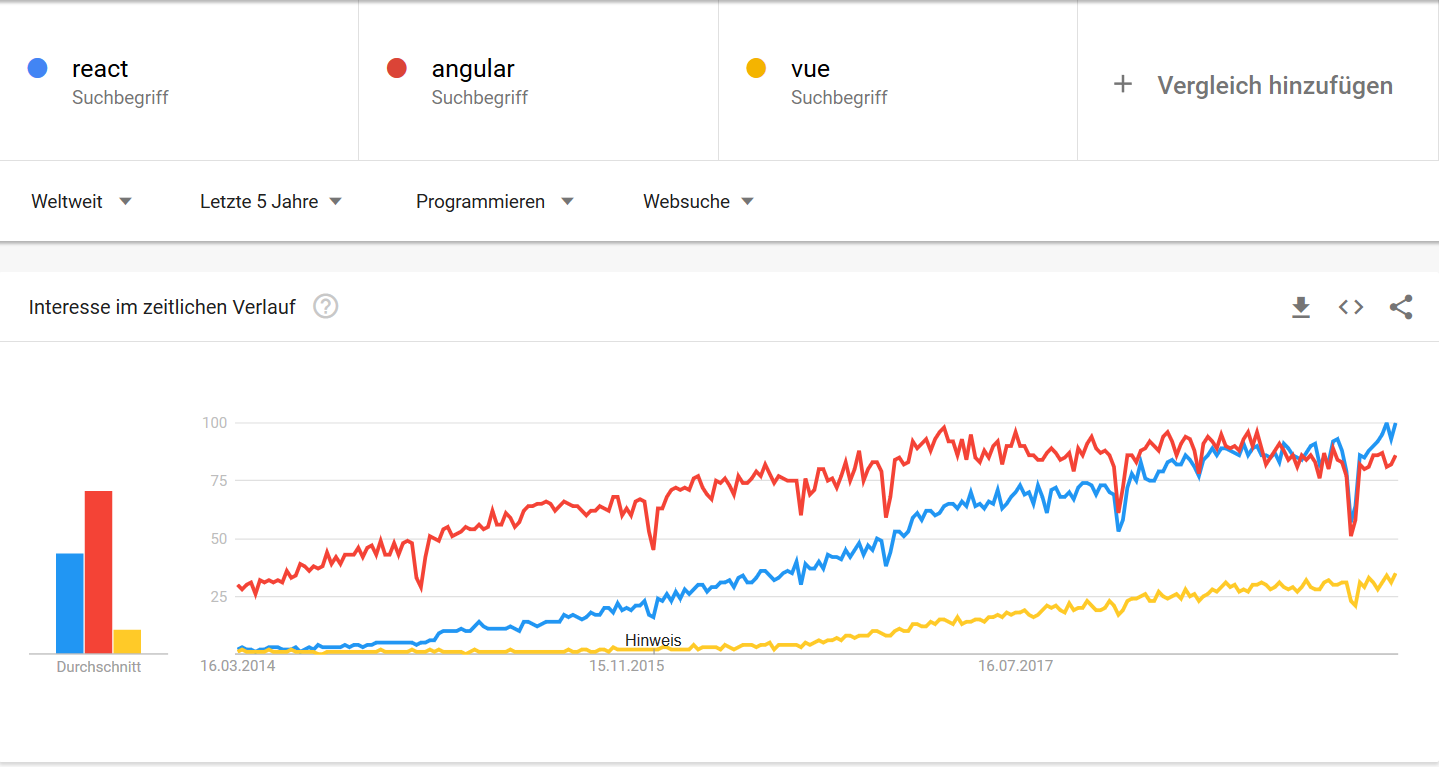 react
Suchbegriff
angular
Suchbegriff
vue
Suchbegriff
+ Vergleich hinzufügen
Weltweit
Letzte 5 Jahre
Programmieren
Websuche
Interesse im zeitlichen Verlauf
?
100
75
50
25
Hinweis
Durchschnitt
16.03.2014
15.11.2015
16.07.2017